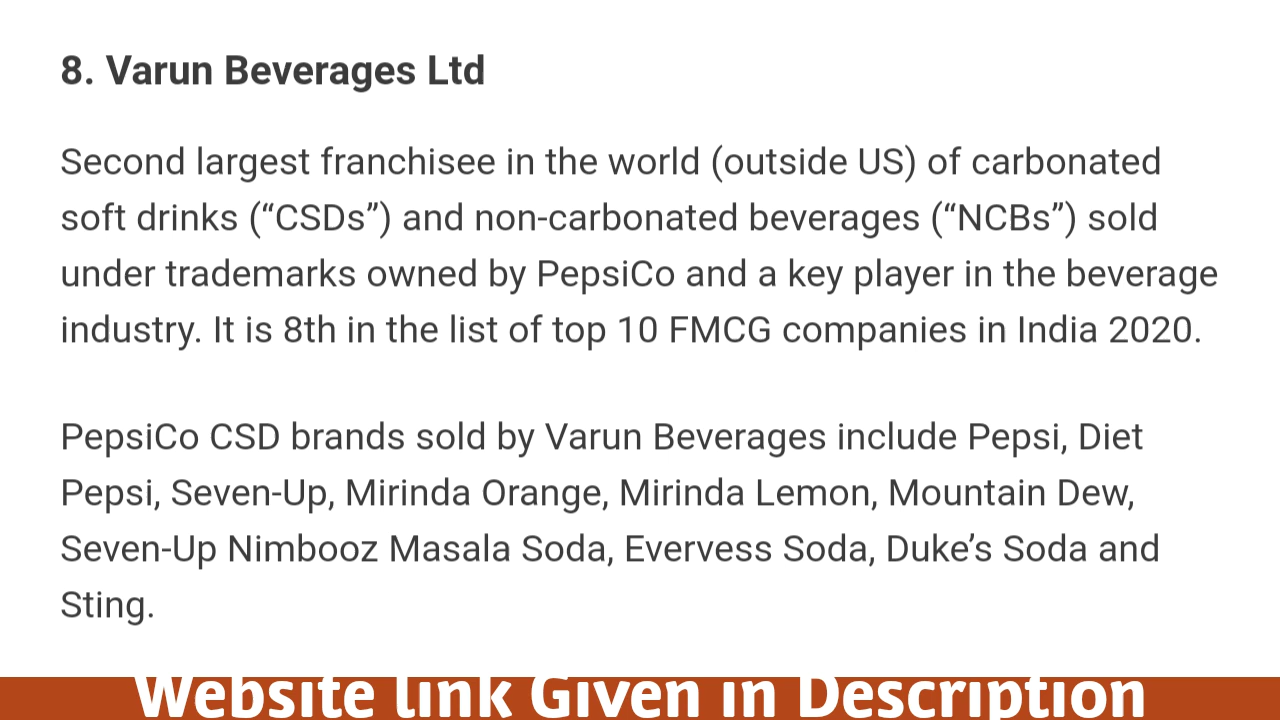 8. Varun Beverages Ltd
Second largest franchisee in the world (outside US) of carbonated
soft drinks (“CSDs”) and non-carbonated beverages (“NCBs”) sold
under trademarks owned by PepsiCo and a key player in the beverage
industry. It is 8th in the list of top 10 FMCG companies in India 2020.
PepsiCo CSD brands sold by Varun Beverages include Pepsi, Diet
Pepsi, Seven-Up, Mirinda Orange, Mirinda Lemon, Mountain Dew,
Seven-Up Nimbooz Masala Soda, Evervess Soda, Duke’s Soda and
Sting.
Website link Given in Description